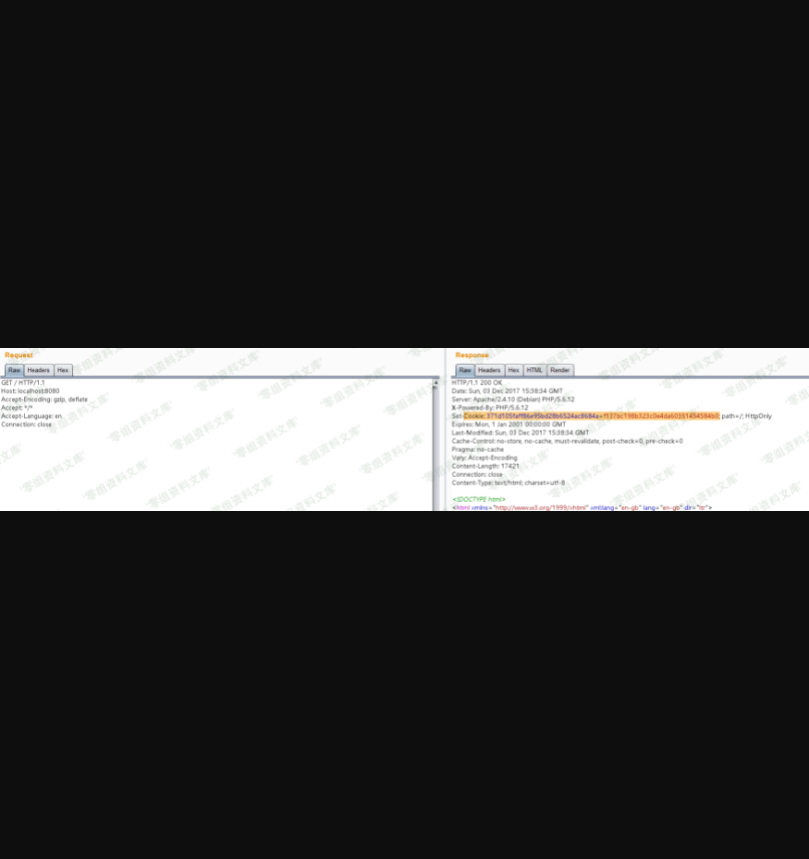 Request
Raw Headers Hex
GET / HTTP/1.1
Host: localhost:8080
Accept-Encoding: gzip, deflate
Accept: */*
Accept-Language: en
Connection: close
Response
Raw Headers Hex HTML Render
HTTP/1.1 200 OK
Date: Sun, 03 Dec 2017 15:38:34 GMT
Server: Apache/2.4.10 (Debian) PHP/5.6.12
X-Powered-By: PHP/5.6.12
Set-Cookie: path=/; HttpOnly
Expires: Mon, 1 Jan 2001 00:00:00 GMT
Last-Modified: Sun, 03 Dec 2017 15:38:34 GMT
Cache-Control: no-store, no-cache, must-revalidate, post-check=0, pre-check=0
Pragma: no-cache
Vary: Accept-Encoding
Content-Length: 17421
Connection: close
Content-Type: text/html; charset=utf-8
<!DOCTYPE html>
<html xmlns="http://www.w3.org/1999/xhtml" xml:lang="en-gb" lang="en-gb" dir="ltr">
零组资料文库